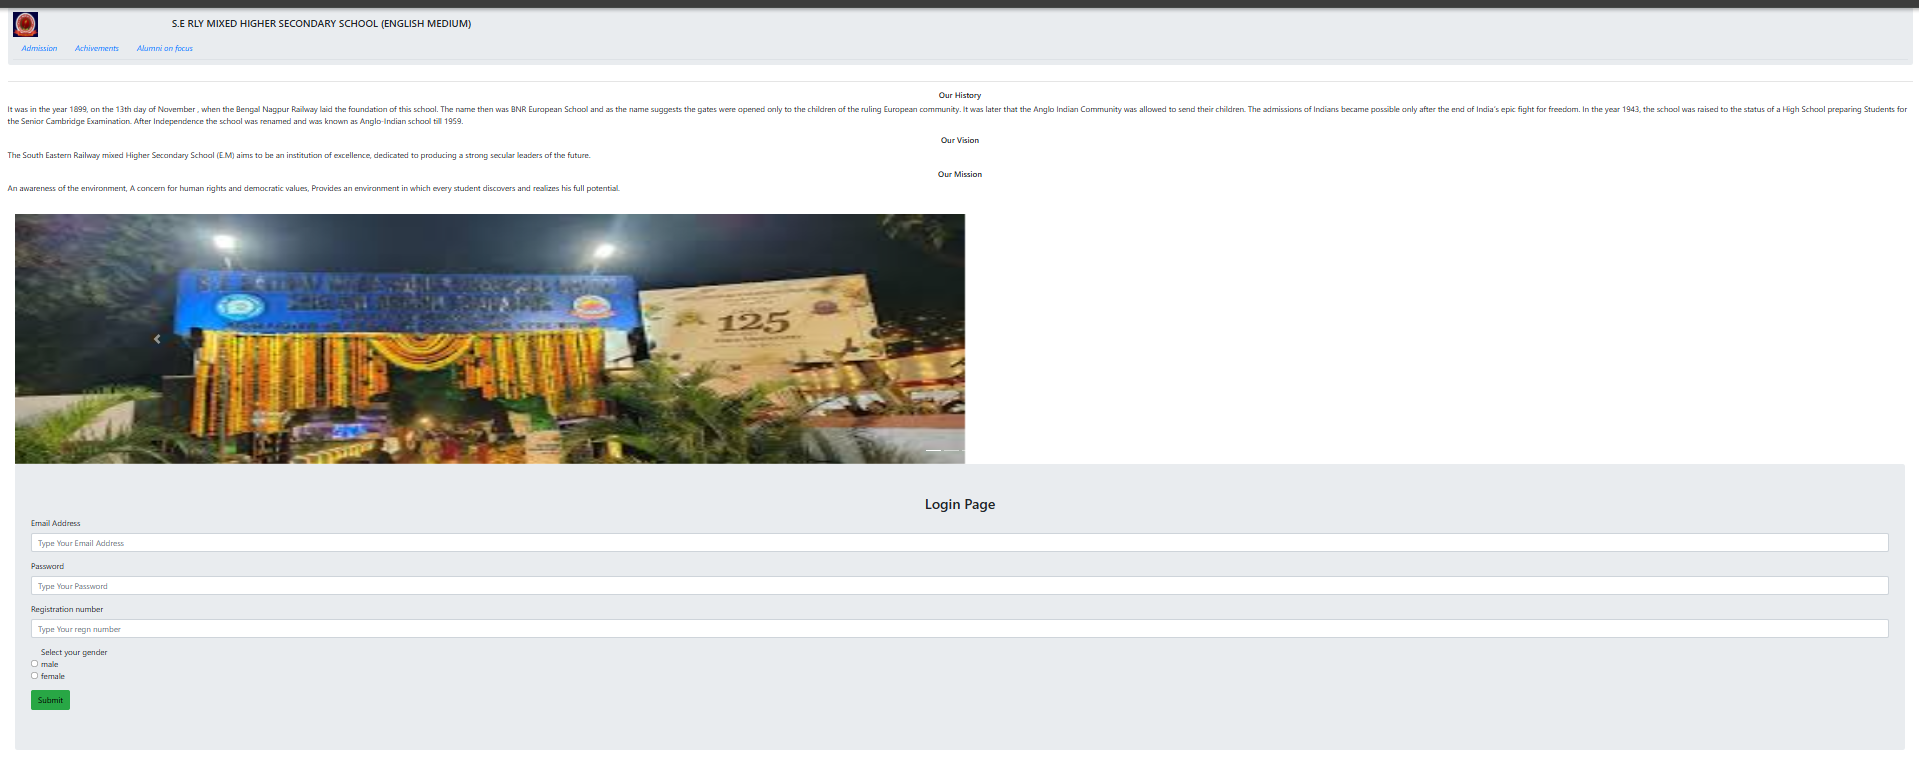 S.E RLY MIXED HIGHER SECONDARY SCHOOL (ENGLISH MEDIUM)
Admission Achivements Alumni on focus
Our History
It was in the year 1899, on the 13th day of November , when the Bengal Nagpur Railway laid the foundation of this school. The name then was BNR European School and as the name suggests the gates were opened only to the children of the ruling European community. It was later that the Anglo Indian Community was allowed to send their children. The admissions of Indians became possible only after the end of India's epic fight for freedom. In the year 1943, the school was raised to the status of a High School preparing Students for
the Senior Cambridge Examination. After Independence the school was renamed and was known as Anglo-Indian school till 1959.
Our Vision
The South Eastern Railway mixed Higher Secondary School (E.M) aims to be an institution of excellence, dedicated to producing a strong secular leaders of the future.
Our Mission
An awareness of the environment, A concern for human rights and democratic values, Provides an environment in which every student discovers and realizes his full potential.
125
Login Page
Email Address
Type Your Email Address
Password
Type Your Password
Registration number
Type Your regn number
Select your gender
male
female
Submit